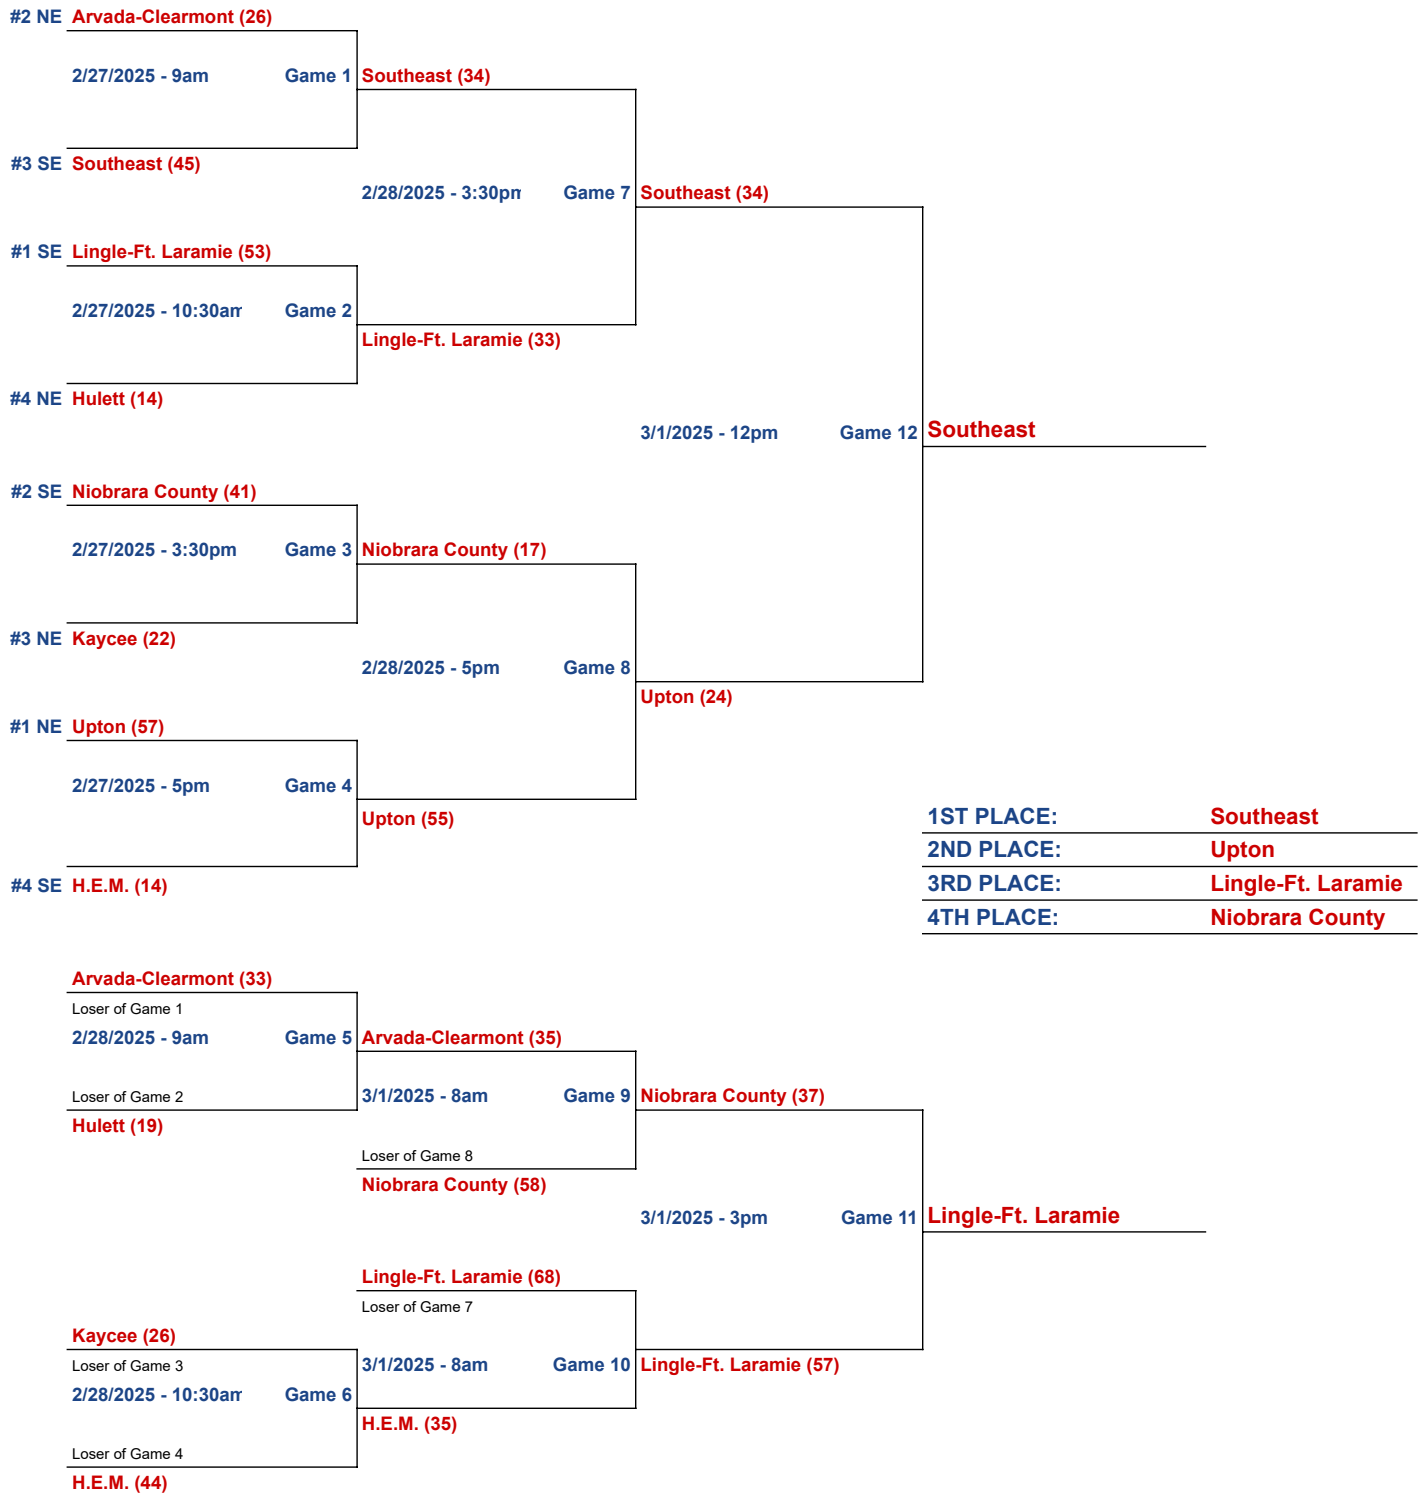 #2 NE Arvada-Clearmont (26)
2/27/2025 - 9am Game 1 Southeast (34)
#3 SE Southeast (45)
2/28/2025 - 3:30pm Game 7 Southeast (34)
#1 SE Lingle-Ft. Laramie (53)
2/27/2025 - 10:30am Game 2
Lingle-Ft. Laramie (33)
#4 NE Hulett (14)
3/1/2025 - 12pm Game 12 Southeast
#2 SE Niobrara County (41)
2/27/2025 - 3:30pm Game 3 Niobrara County (17)
#3 NE Kaycee (22)
2/28/2025 - 5pm Game 8
Upton (24)
#1 NE Upton (57)
2/27/2025 - 5pm Game 4
Upton (55)
#4 SE H.E.M. (14)
1ST PLACE: Southeast
2ND PLACE: Upton
3RD PLACE: Lingle-Ft. Laramie
4TH PLACE: Niobrara County
Arvada-Clearmont (33)
Loser of Game 1
2/28/2025 - 9am Game 5 Arvada-Clearmont (35)
Loser of Game 2
Hulett (19)
3/1/2025 - 8am Game 9 Niobrara County (37)
Loser of Game 8
Niobrara County (58)
3/1/2025 - 3pm Game 11 Lingle-Ft. Laramie
Lingle-Ft. Laramie (68)
Loser of Game 7
Kaycee (26)
Loser of Game 3
3/1/2025 - 8am Game 10 Lingle-Ft. Laramie (57)
2/28/2025 - 10:30am Game 6
H.E.M. (35)
Loser of Game 4
H.E.M. (44)